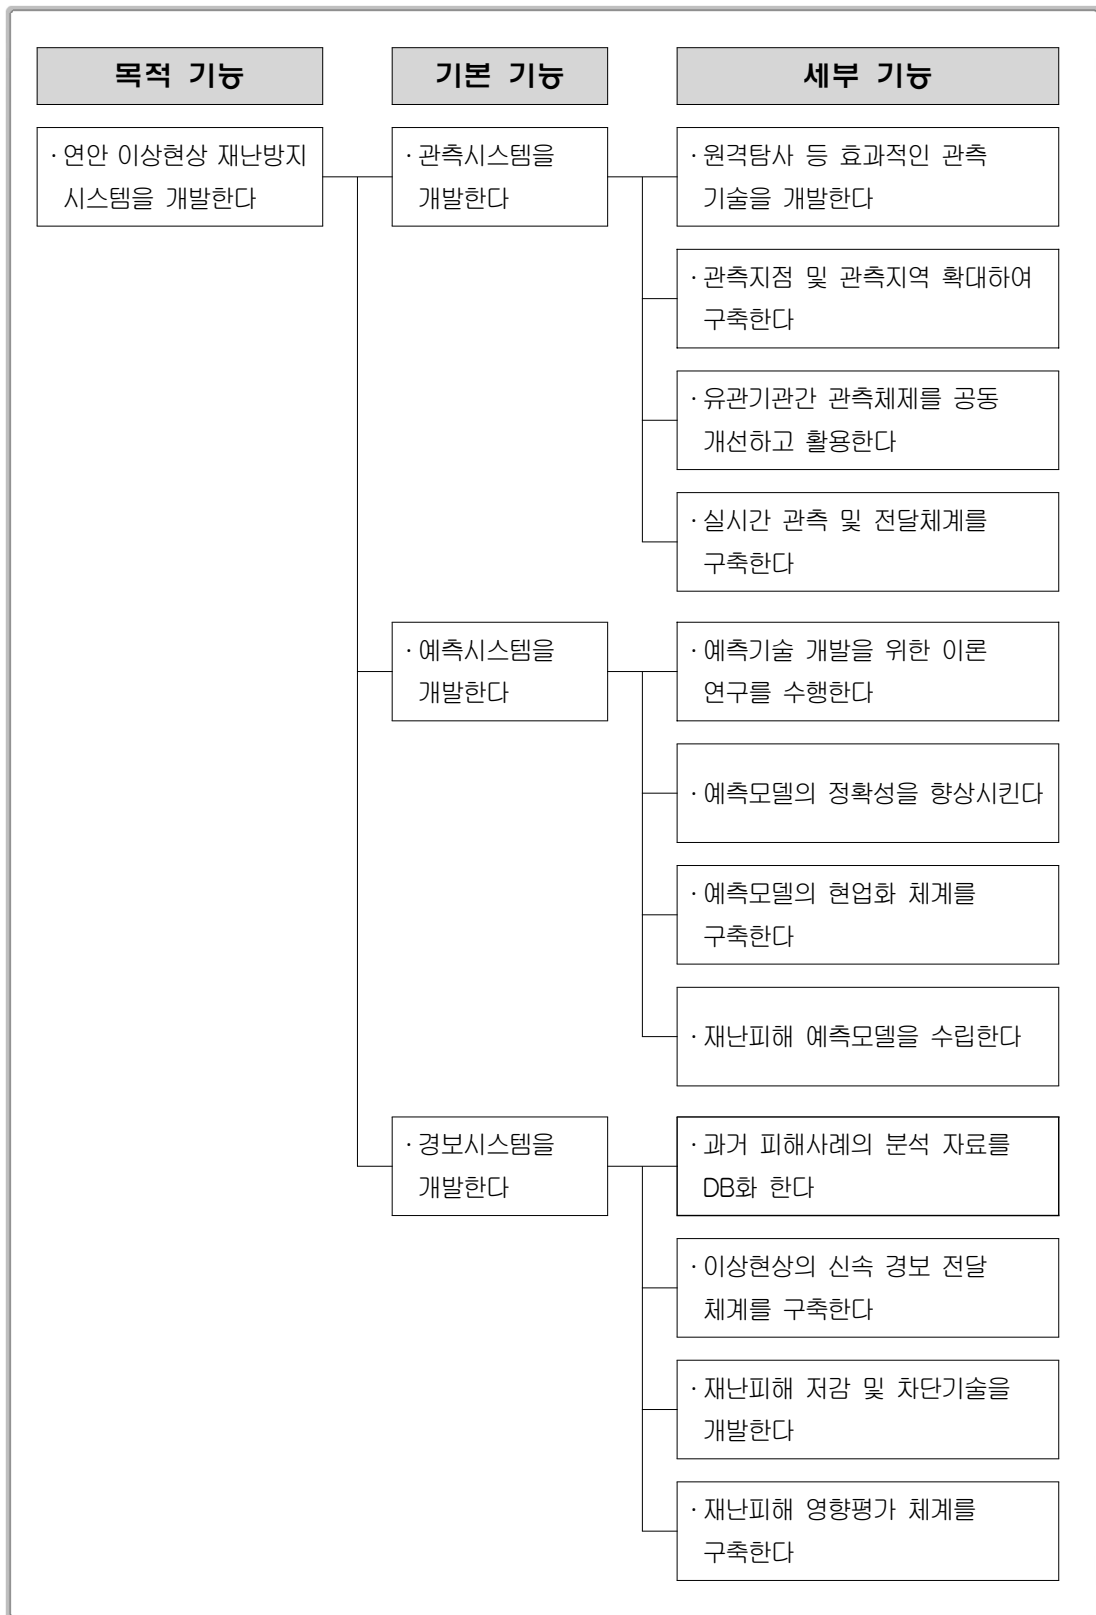 목적 기능
기본 기능
세부 기능
· 연안 이상현상 재난방지
시스템을 개발한다
· 관측시스템을
개발한다
· 원격탐사 등 효과적인 관측
기술을 개발한다
· 관측지점 및 관측지역 확대하여
구축한다
· 유관기관간 관측체제를 공동
개선하고 활용한다
· 실시간 관측 및 전달체계를
구축한다
· 예측시스템을
개발한다
· 예측기술 개발을 위한 이론
연구를 수행한다
· 예측모델의 정확성을 향상시킨다
· 예측모델의 현업화 체계를
구축한다
· 재난피해 예측모델을 수립한다
· 경보시스템을
개발한다
· 과거 피해사례의 분석 자료를
DB화 한다
· 이상현상의 신속 경보 전달
체계를 구축한다
· 재난피해 저감 및 차단기술을
개발한다
· 재난피해 영향평가 체계를
구축한다